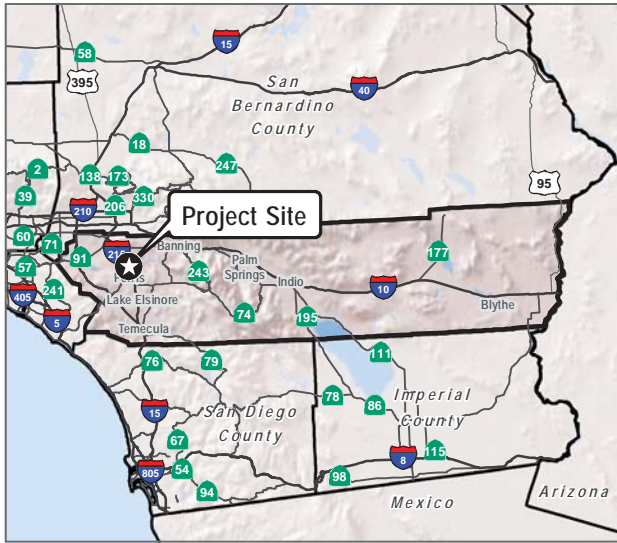 15
58
395
San
Bernardino
County
40
18
247
2
138
173
39
330
95
210
206
Project Site
60
71
91
215
Banning
177
57
243
Palm
Springs
Perris
Indio
10
241
Lake Elsinore
405
Blythe
5
74
195
Temecula
76
79
111
78
86
Imperial
County
15
San Diego
County
67
115
805
54
8
98
94
Mexico
Arizona